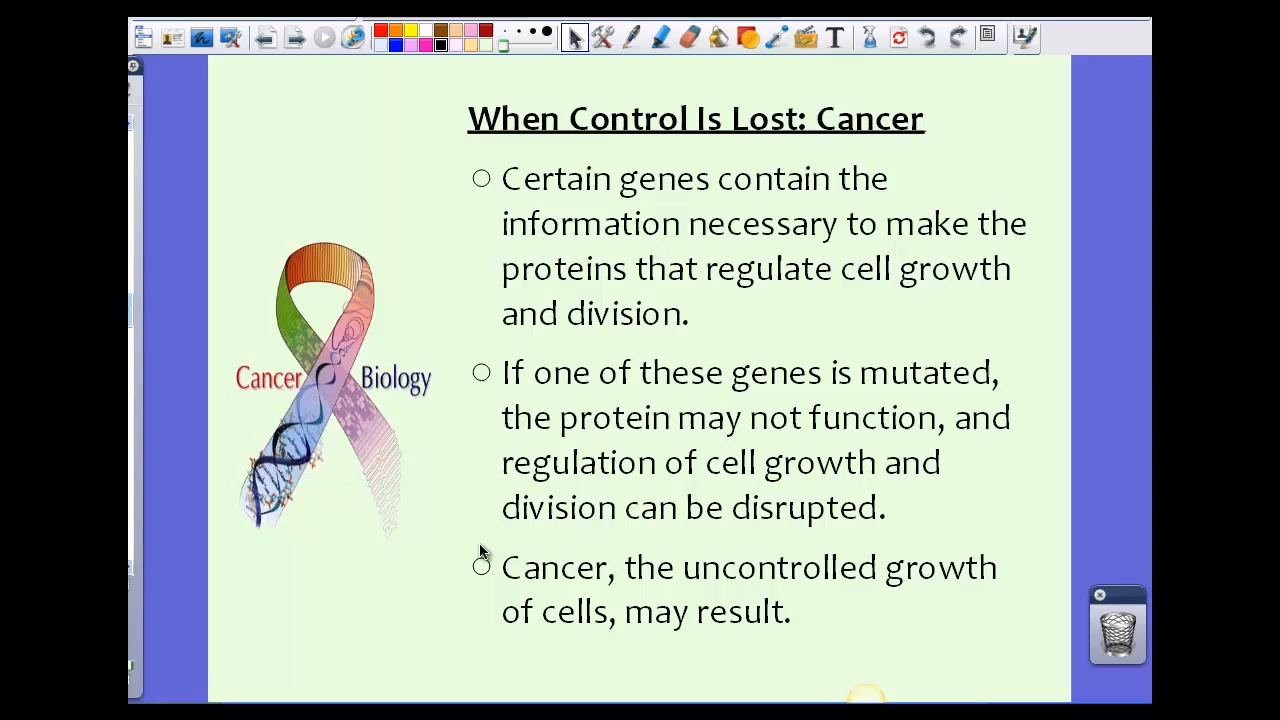 When Control Is Lost: Cancer
Certain genes contain the
information necessary to make the
proteins that regulate cell growth
and division.
If one of these genes is mutated,
the protein may not function, and
regulation of cell growth and
division can be disrupted.
Cancer, the uncontrolled growth
of cells, may result.
Cancer Biology